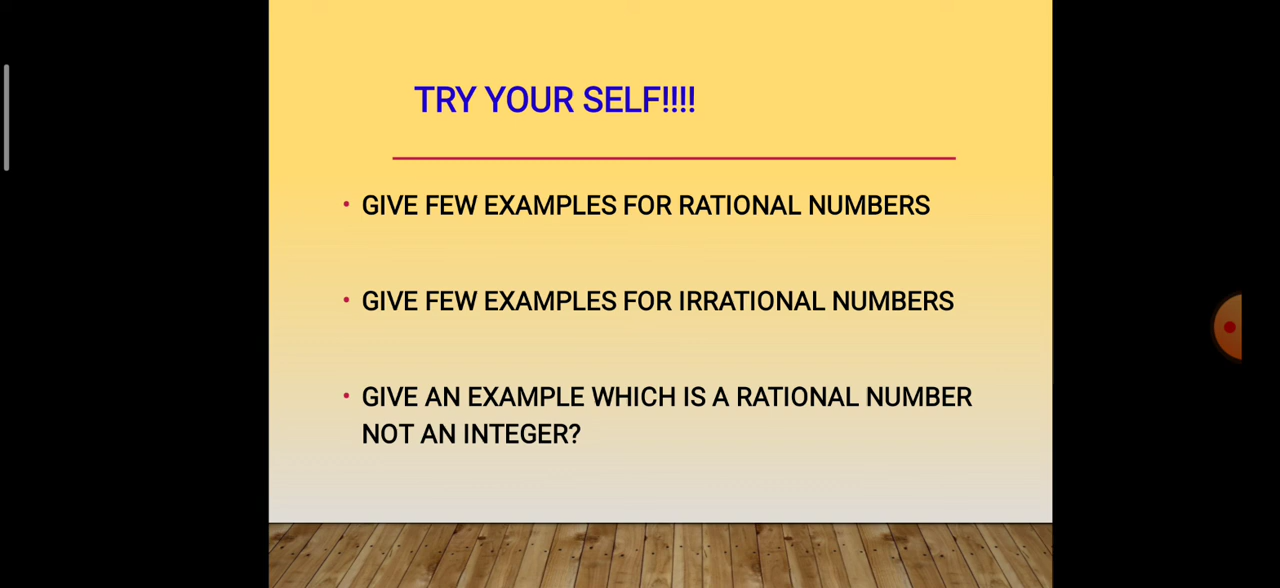 TRY YOUR SELF!!!!
• GIVE FEW EXAMPLES FOR RATIONAL NUMBERS
• GIVE FEW EXAMPLES FOR IRRATIONAL NUMBERS
• GIVE AN EXAMPLE WHICH IS A RATIONAL NUMBER
NOT AN INTEGER?